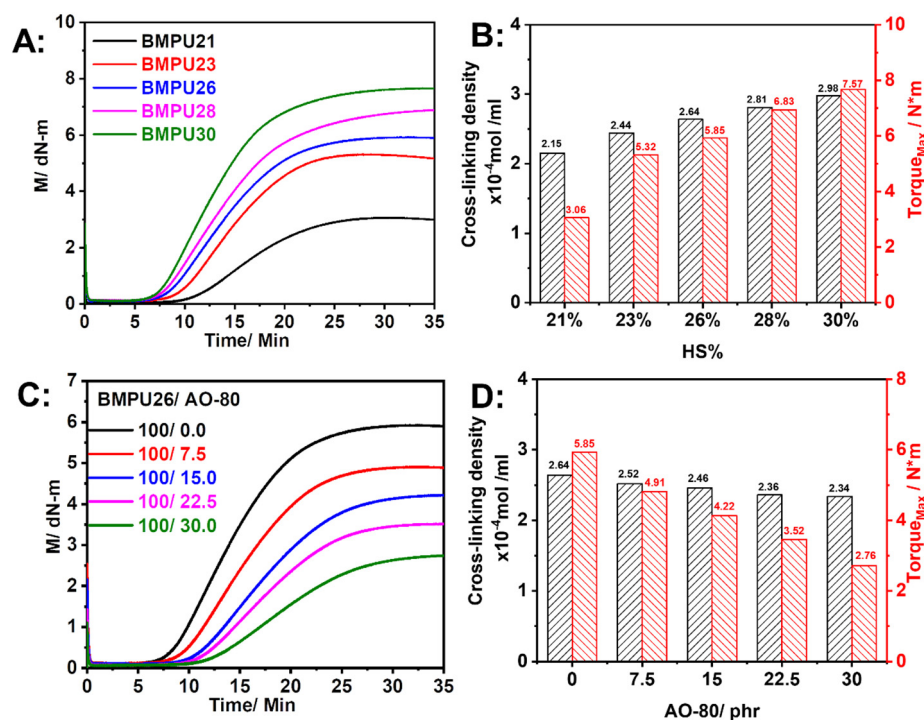 A:
M/ dN-m
10
8
6
4
2
0
BMPU21
BMPU23
BMPU26
BMPU28
BMPU30
0 5 10 15 20 25 30 35
Time/ Min
B:
Cross-linking density
x10⁻⁴mol /ml
4
3
2
1
0
2.15 3.06
2.44 5.32
2.64 5.85
2.81 6.83
2.98 7.57
10
8
6
4
2
0
Torque_Max / N*m
21% 23% 26% 28% 30%
HS%
C:
M/ dN-m
7
6
5
4
3
2
1
0
BMPU26/ AO-80
100/ 0.0
100/ 7.5
100/ 15.0
100/ 22.5
100/ 30.0
0 5 10 15 20 25 30 35
Time/ Min
D:
Cross-linking density
x10⁻⁴mol /ml
4
3
2
1
0
2.64 5.85
2.52 4.91
2.46 4.22
2.36 3.52
2.34 2.76
8
6
4
2
0
Torque_Max / N*m
0 7.5 15 22.5 30
AO-80/ phr